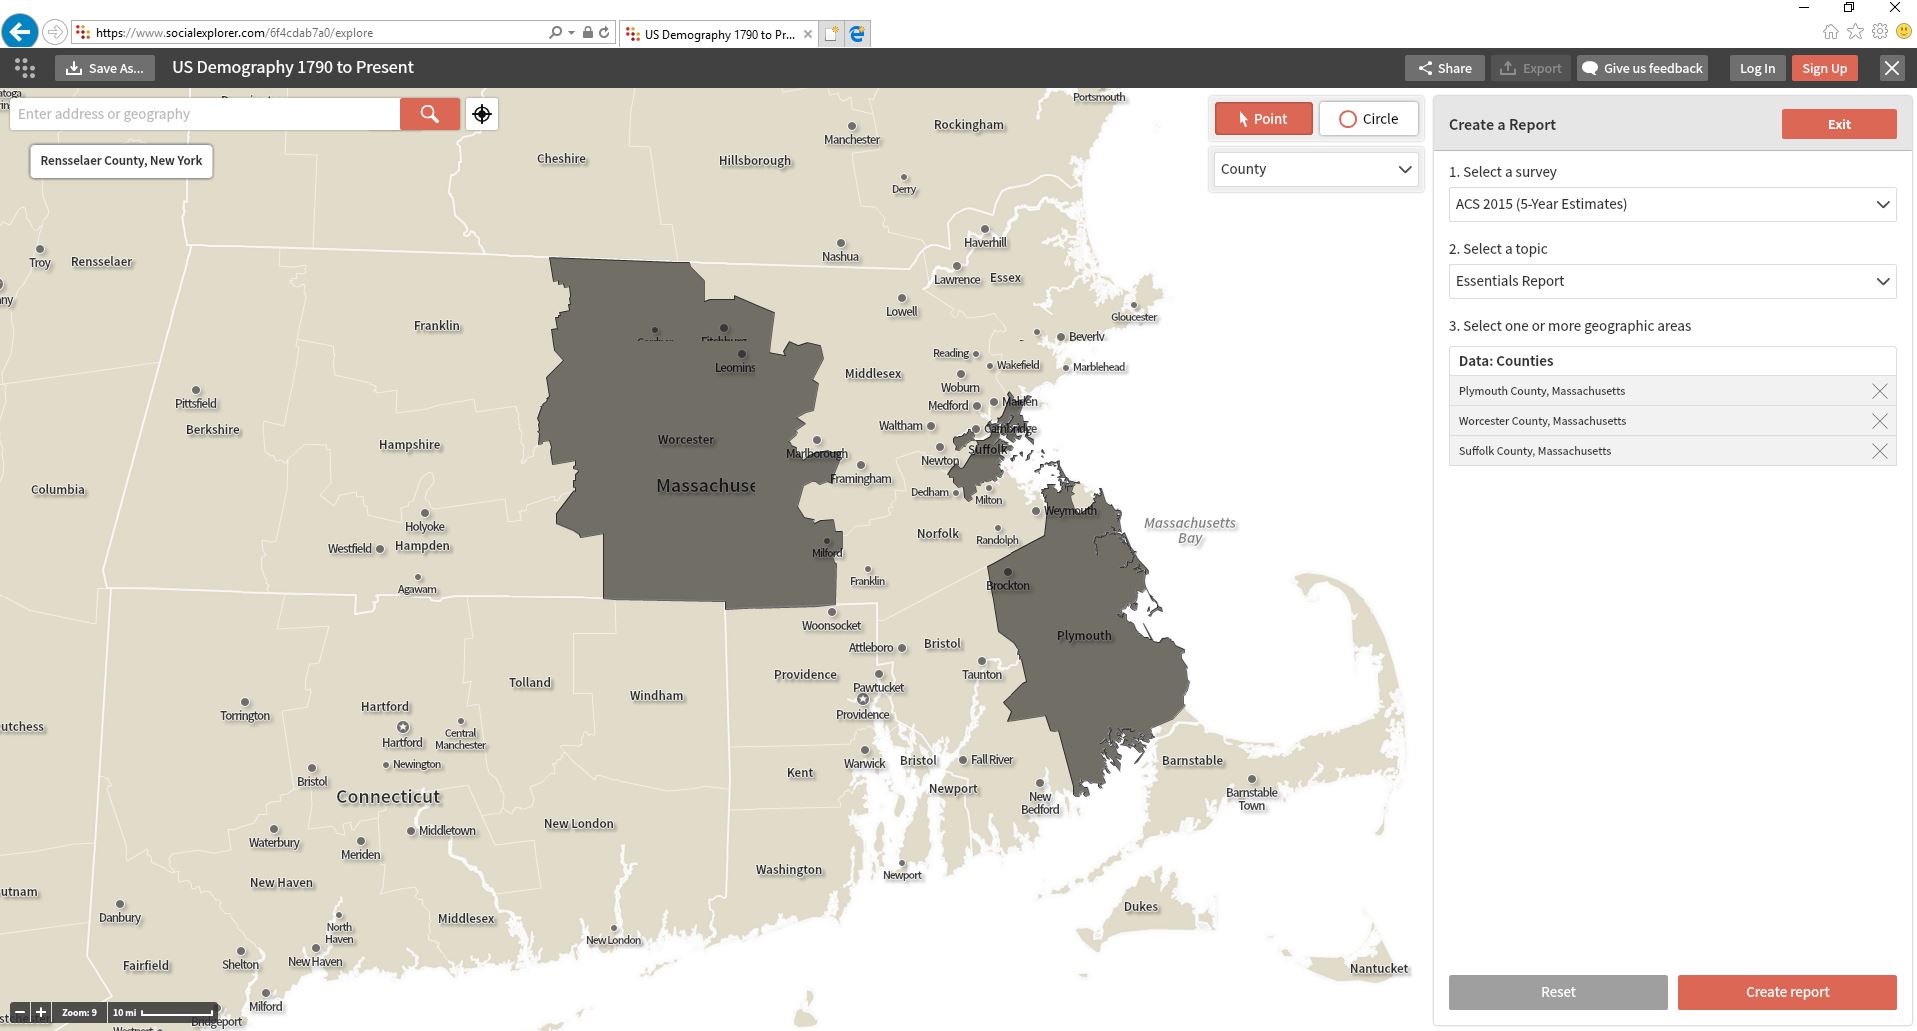 https://www.socialexplorer.com/6f4cdab7a0/explore
US Demography 1790 to Pr...
Save As...
US Demography 1790 to Present
Share
Export
Give us feedback
Log In
Sign Up
Enter address or geography
Rensselaer County, New York
Point
Circle
County
Create a Report
Exit
1. Select a survey
ACS 2015 (5-Year Estimates)
2. Select a topic
Essentials Report
3. Select one or more geographic areas
Data: Counties
Plymouth County, Massachusetts
Worcester County, Massachusetts
Suffolk County, Massachusetts
Reset
Create report
Portsmouth
Rockingham
Manchester
Cheshire
Hillsborough
Derry
Haverhill
Nashua
Troy
Rensselaer
Lawrence
Essex
Lowell
Gloucester
Franklin
Beverly
Reading
Wakefield
Marblehead
Leomins
Middlesex
Woburn
Pittsfield
Medford
Malden
Berkshire
Waltham
Cambridge
Worcester
Hampshire
Marlborough
Suffolk
Newton
Framingham
Massachuse
Columbia
Dedham
Milton
Weymouth
Holyoke
Massachusetts
Bay
Norfolk
Randolph
Westfield
Hampden
Milford
Franklin
Agawam
Brockton
Woonsocket
Plymouth
Attleboro
Bristol
Providence
Taunton
Tolland
Pawtucket
Windham
Hartford
Torrington
Providence
Hartford
Central
Manchester
Newington
Warwick
Bristol
Fall River
Barnstable
Kent
Bristol
Newport
New
Bedford
Barnstable
Town
Connecticut
New London
Middletown
Waterbury
Meriden
Washington
Newport
New Haven
Danbury
Middlesex
Dukes
North
Haven
New London
Fairfield
Shelton
New Haven
Nantucket
Milford
Zoom: 9
10 mi